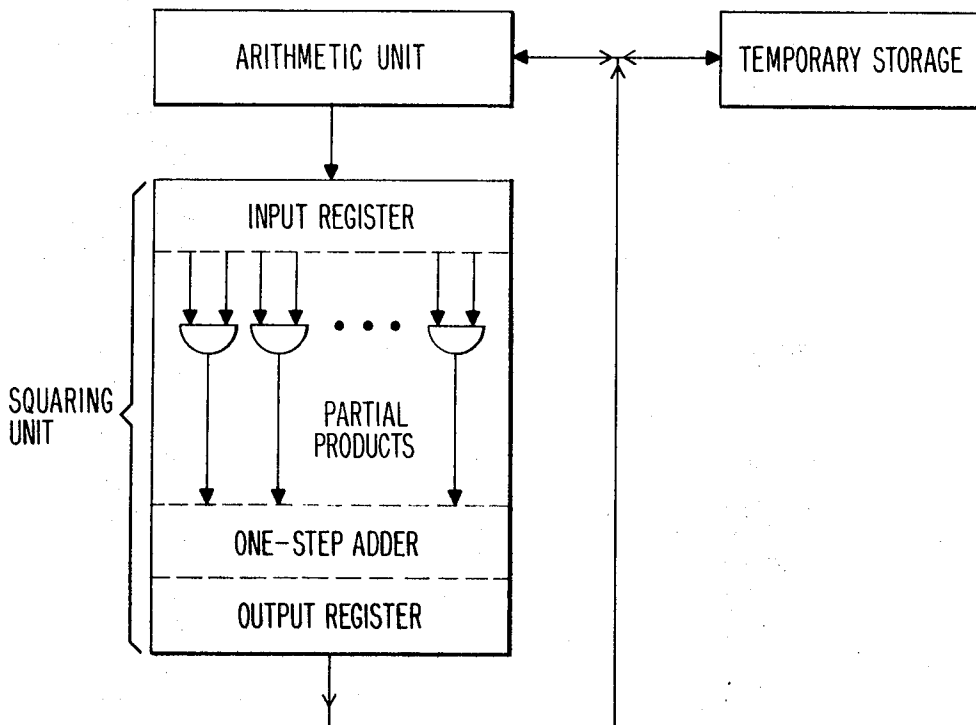 ARITHMETIC UNIT
TEMPORARY STORAGE
INPUT REGISTER
SQUARING
UNIT
PARTIAL
PRODUCTS
ONE-STEP ADDER
OUTPUT REGISTER